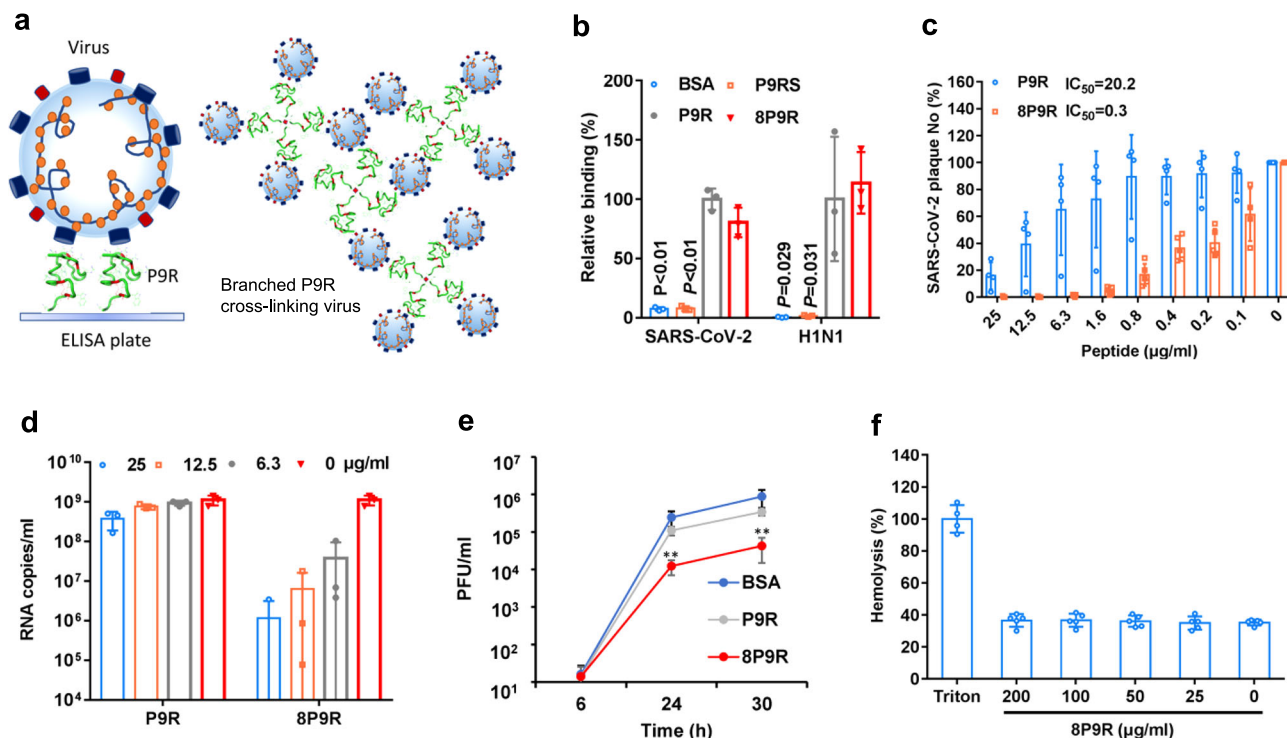 a
Virus
P9R
ELISA plate
Branched P9R
cross-linking virus
b
BSA
P9RS
P9R
8P9R
Relative binding (%)
200
150
100
50
0
P<0.01
P<0.01
P=0.029
P=0.031
SARS-CoV-2
H1N1
c
P9R IC50=20.2
8P9R IC50=0.3
SARS-CoV-2 plaque No (%)
160
140
120
100
80
60
40
20
0
25
12.5
6.3
1.6
0.8
0.4
0.2
0.1
0
Peptide (µg/ml)
d
25
12.5
6.3
0 µg/ml
RNA copies/ml
10^10
10^9
10^8
10^7
10^6
10^5
10^4
P9R
8P9R
e
PFU/ml
10^7
10^6
10^5
10^4
10^3
10^2
10^1
**
**
BSA
P9R
8P9R
6
24
30
Time (h)
f
Hemolysis (%)
140
120
100
80
60
40
20
0
Triton
200
100
50
25
0
8P9R (µg/ml)